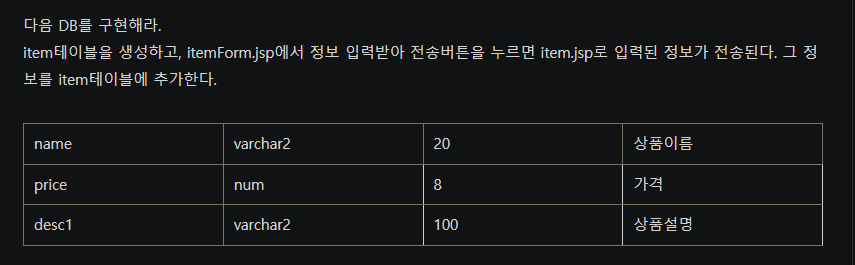 다음 DB를 구현해라.
item테이블을 생성하고, itemForm.jsp에서 정보 입력받아 전송버튼을 누르면 item.jsp로 입력된 정보가 전송된다. 그 정
보를 item테이블에 추가한다.
name varchar2 20 상품이름
price num 8 가격
desc1 varchar2 100 상품설명